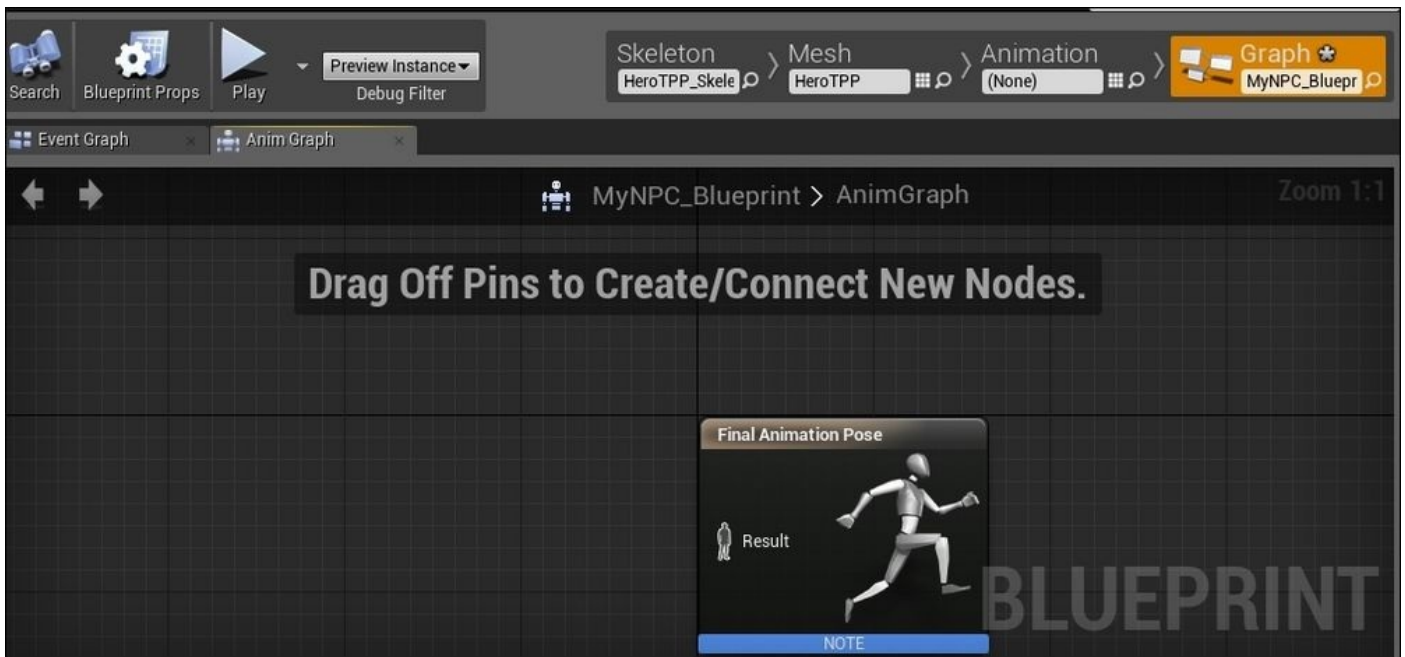 Search
Blueprint Props
Play
Preview Instance
Debug Filter
Skeleton
HeroTPP_Skele
Mesh
HeroTPP
Animation
(None)
Graph
MyNPC_Bluepr
Event Graph
Anim Graph
MyNPC_Blueprint > AnimGraph
Zoom 1:1
Drag Off Pins to Create/Connect New Nodes.
Final Animation Pose
Result
BLUEPRINT
NOTE